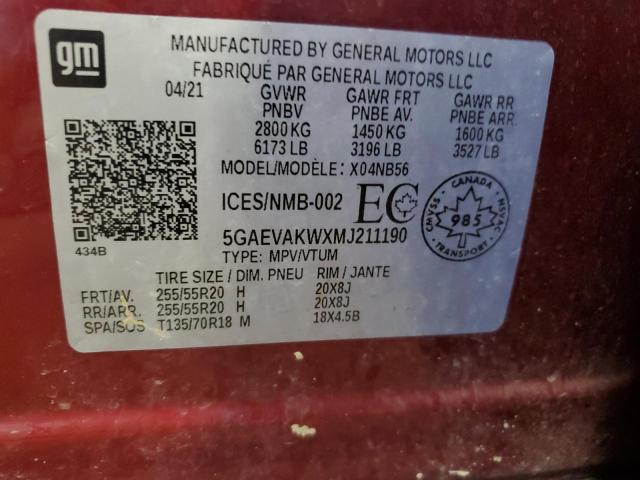 gm
MANUFACTURED BY GENERAL MOTORS LLC
FABRIQUÉ PAR GENERAL MOTORS LLC
04/21 GVWR GAWR FRT GAWR RR
PNBV PNBE AV. PNBE ARR.
2800 KG 1450 KG 1600 KG
6173 LB 3196 LB 3527 LB
MODEL/MODÈLE: X04NB56
ICES/NMB-002 EC
CANADA
CMVSS 985 NSVAC
TRANSPORT
5GAEVAKWXMJ211190
434B TYPE: MPV/VTUM
TIRE SIZE / DIM. PNEU RIM / JANTE
FRT/AV. 255/55R20 H 20X8J
RR/ARR. 255/55R20 H 20X8J
SPA/SOS T135/70R18 M 18X4.5B